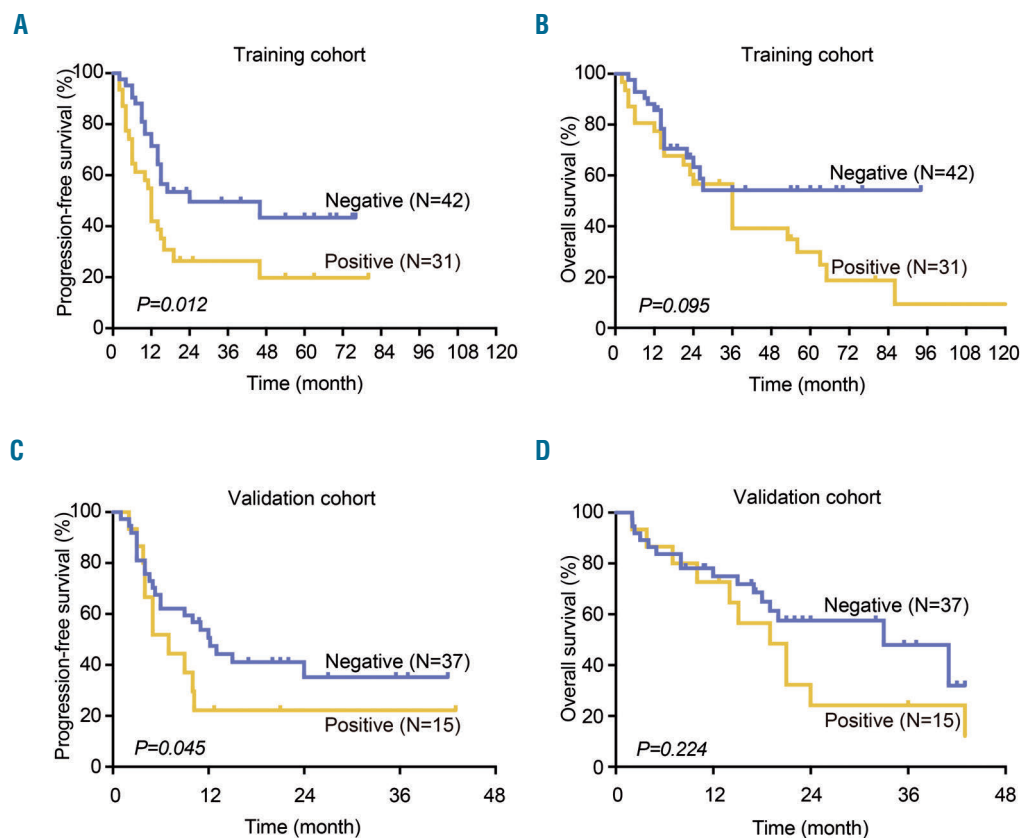 A
Training cohort
Progression-free survival (%)
100
80
60
40
20
0
Negative (N=42)
Positive (N=31)
P=0.012
0 12 24 36 48 60 72 84 96 108 120
Time (month)
B
Training cohort
Overall survival (%)
100
80
60
40
20
0
Negative (N=42)
Positive (N=31)
P=0.095
0 12 24 36 48 60 72 84 96 108 120
Time (month)
C
Validation cohort
Progression-free survival (%)
100
80
60
40
20
0
Negative (N=37)
Positive (N=15)
P=0.045
0 12 24 36 48
Time (month)
D
Validation cohort
Overall survival (%)
100
80
60
40
20
0
Negative (N=37)
Positive (N=15)
P=0.224
0 12 24 36 48
Time (month)